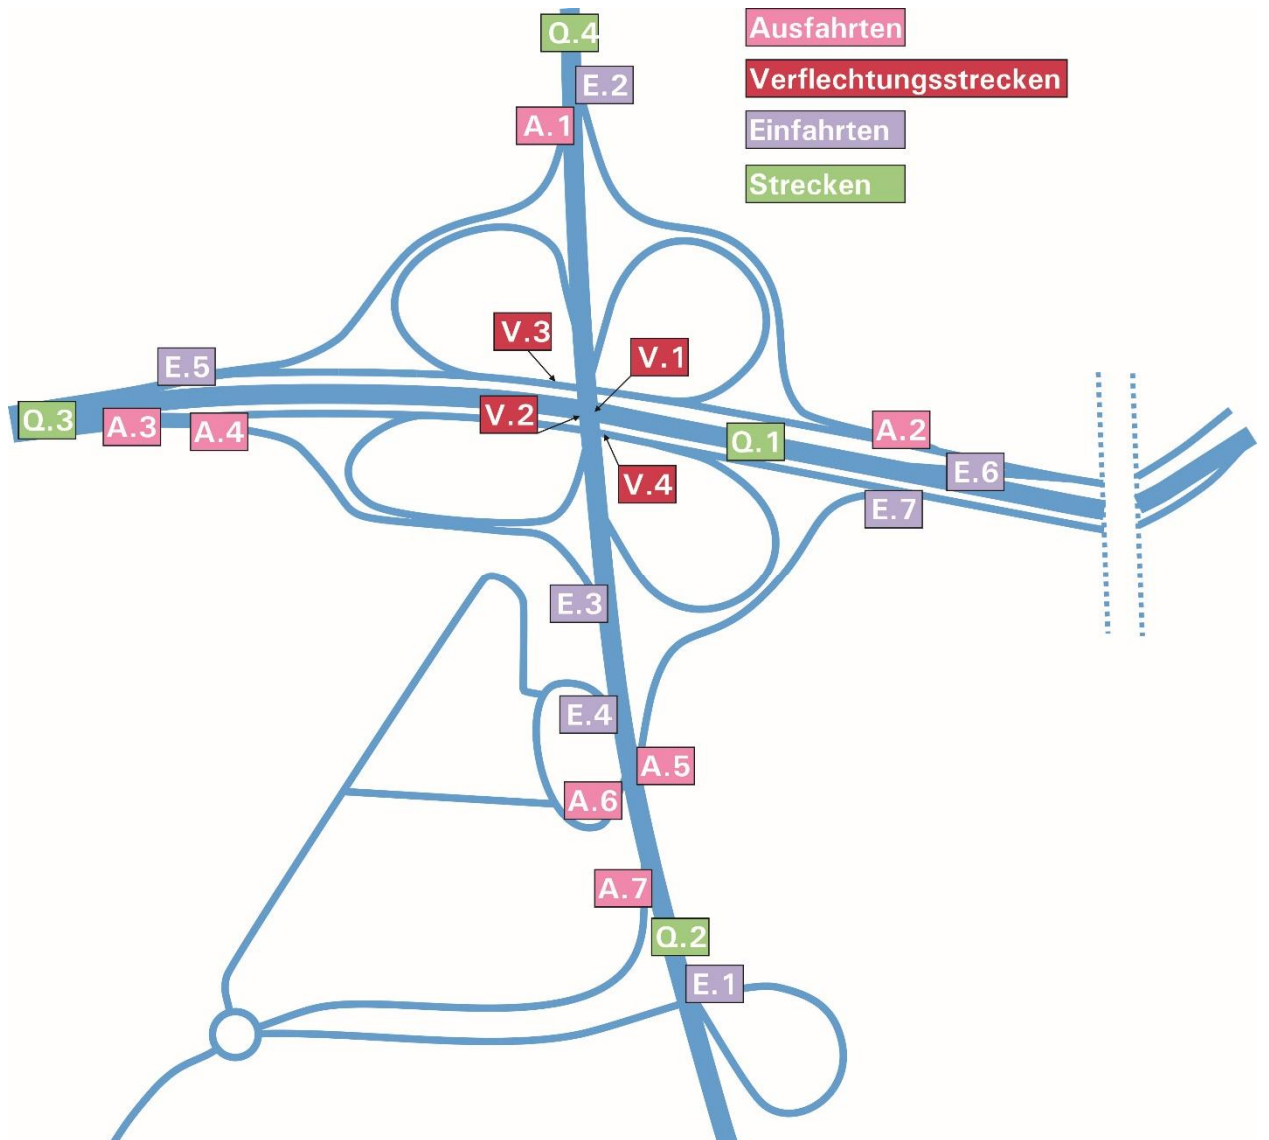 Q.4
Ausfahrten
E.2
Verflechtungsstrecken
A.1
Einfahrten
Strecken
V.3
V.1
E.5
Q.3
A.3
A.4
V.2
Q.1
A.2
E.6
V.4
E.7
E.3
E.4
A.5
A.6
A.7
Q.2
E.1